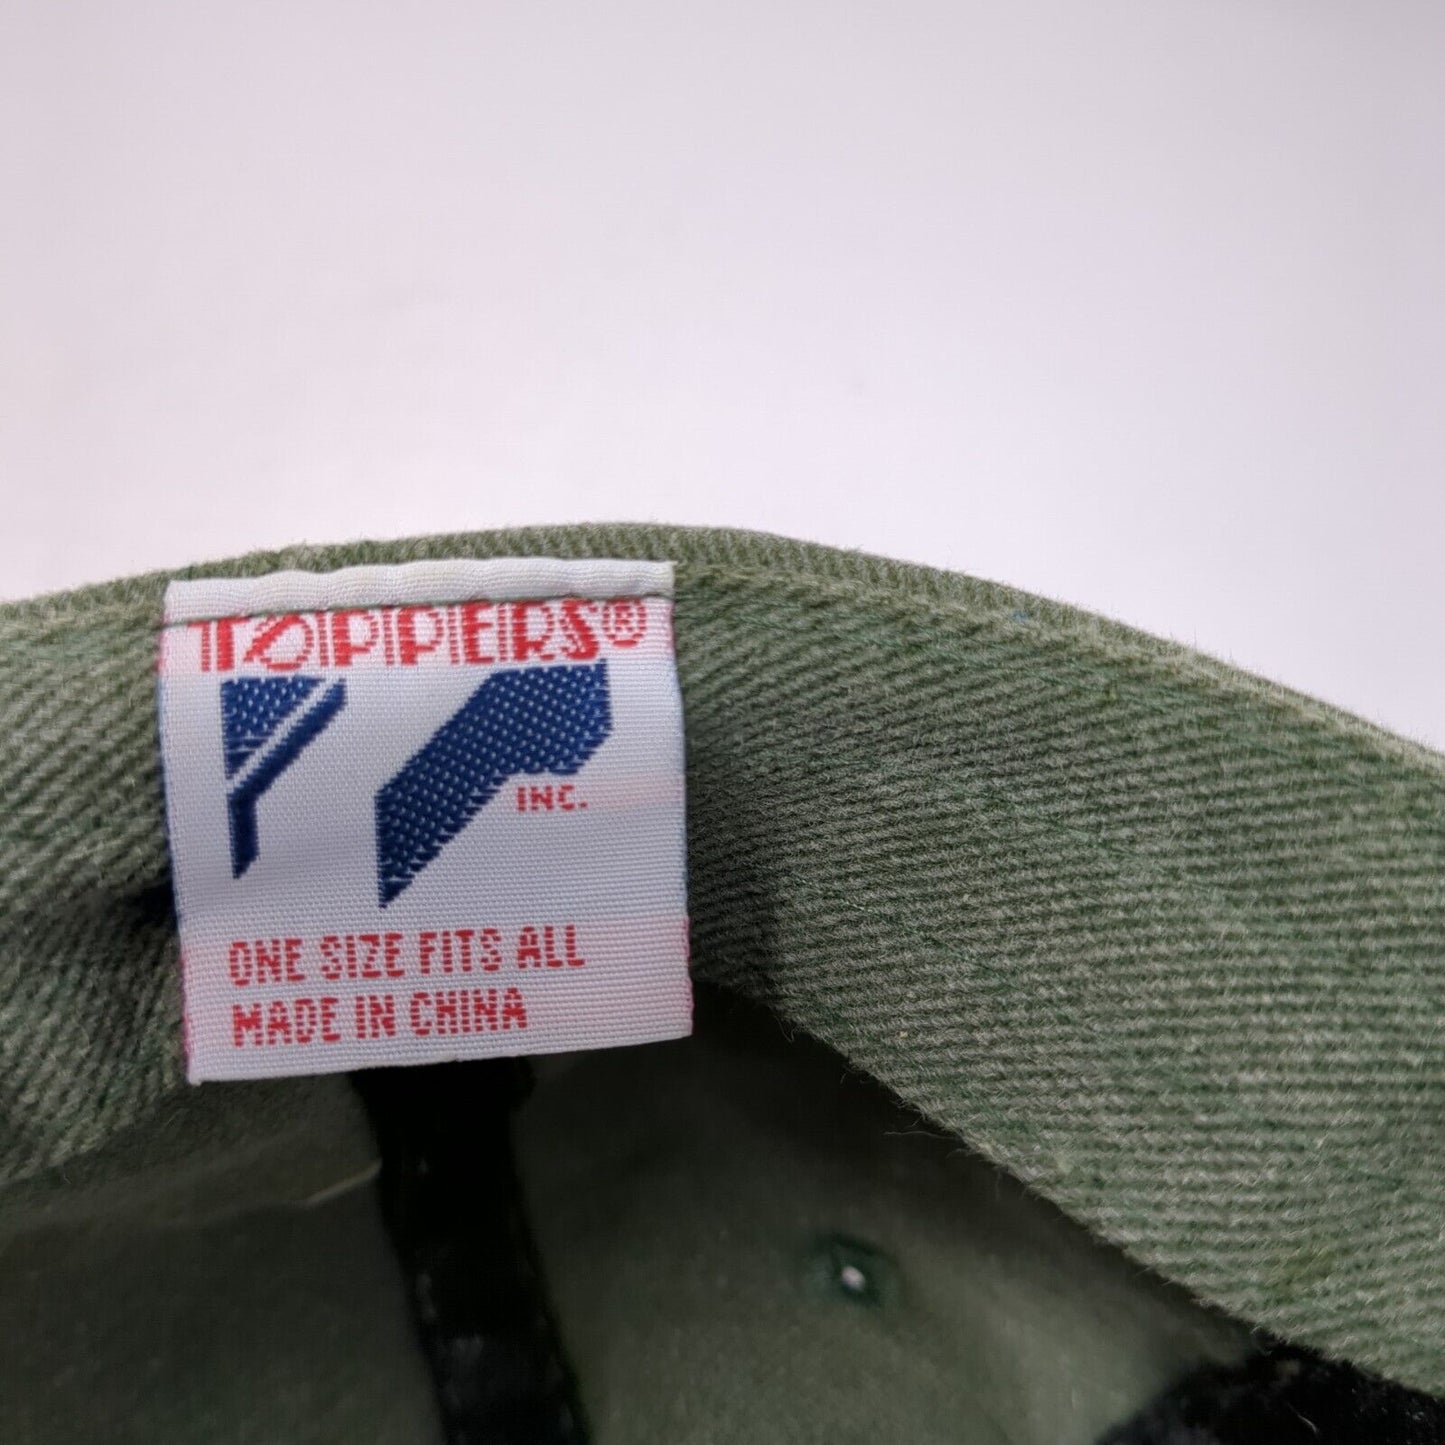 TOPPERS®
INC.
ONE SIZE FITS ALL
MADE IN CHINA